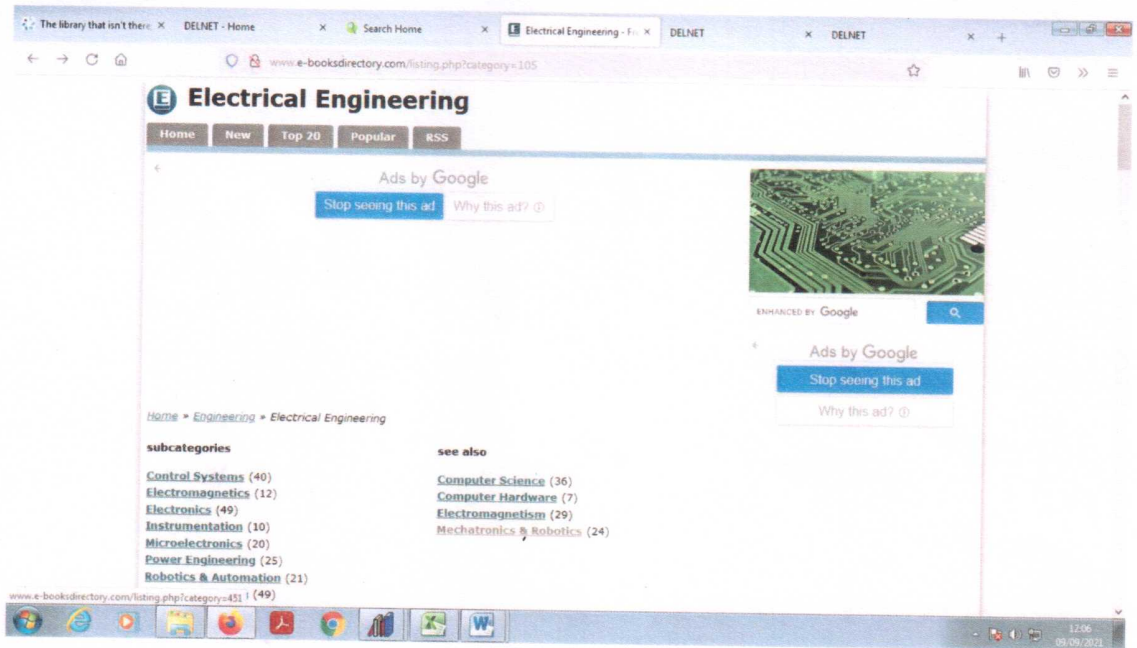 The library that isn't there
DELNET - Home
Search Home
Electrical Engineering - Fr
DELNET
DELNET
www.e-booksdirectory.com/listing.php?category=105
E Electrical Engineering
Home New Top 20 Popular RSS
Ads by Google
Stop seeing this ad Why this ad?
ENHANCED BY Google
Ads by Google
Stop seeing this ad
Why this ad?
Home » Engineering » Electrical Engineering
subcategories
Control Systems (40)
Electromagnetics (12)
Electronics (49)
Instrumentation (10)
Microelectronics (20)
Power Engineering (25)
Robotics & Automation (21)
(49)
see also
Computer Science (36)
Computer Hardware (7)
Electromagnetism (29)
Mechatronics & Robotics (24)
www.e-booksdirectory.com/listing.php?category=451
12:06
09/09/2021